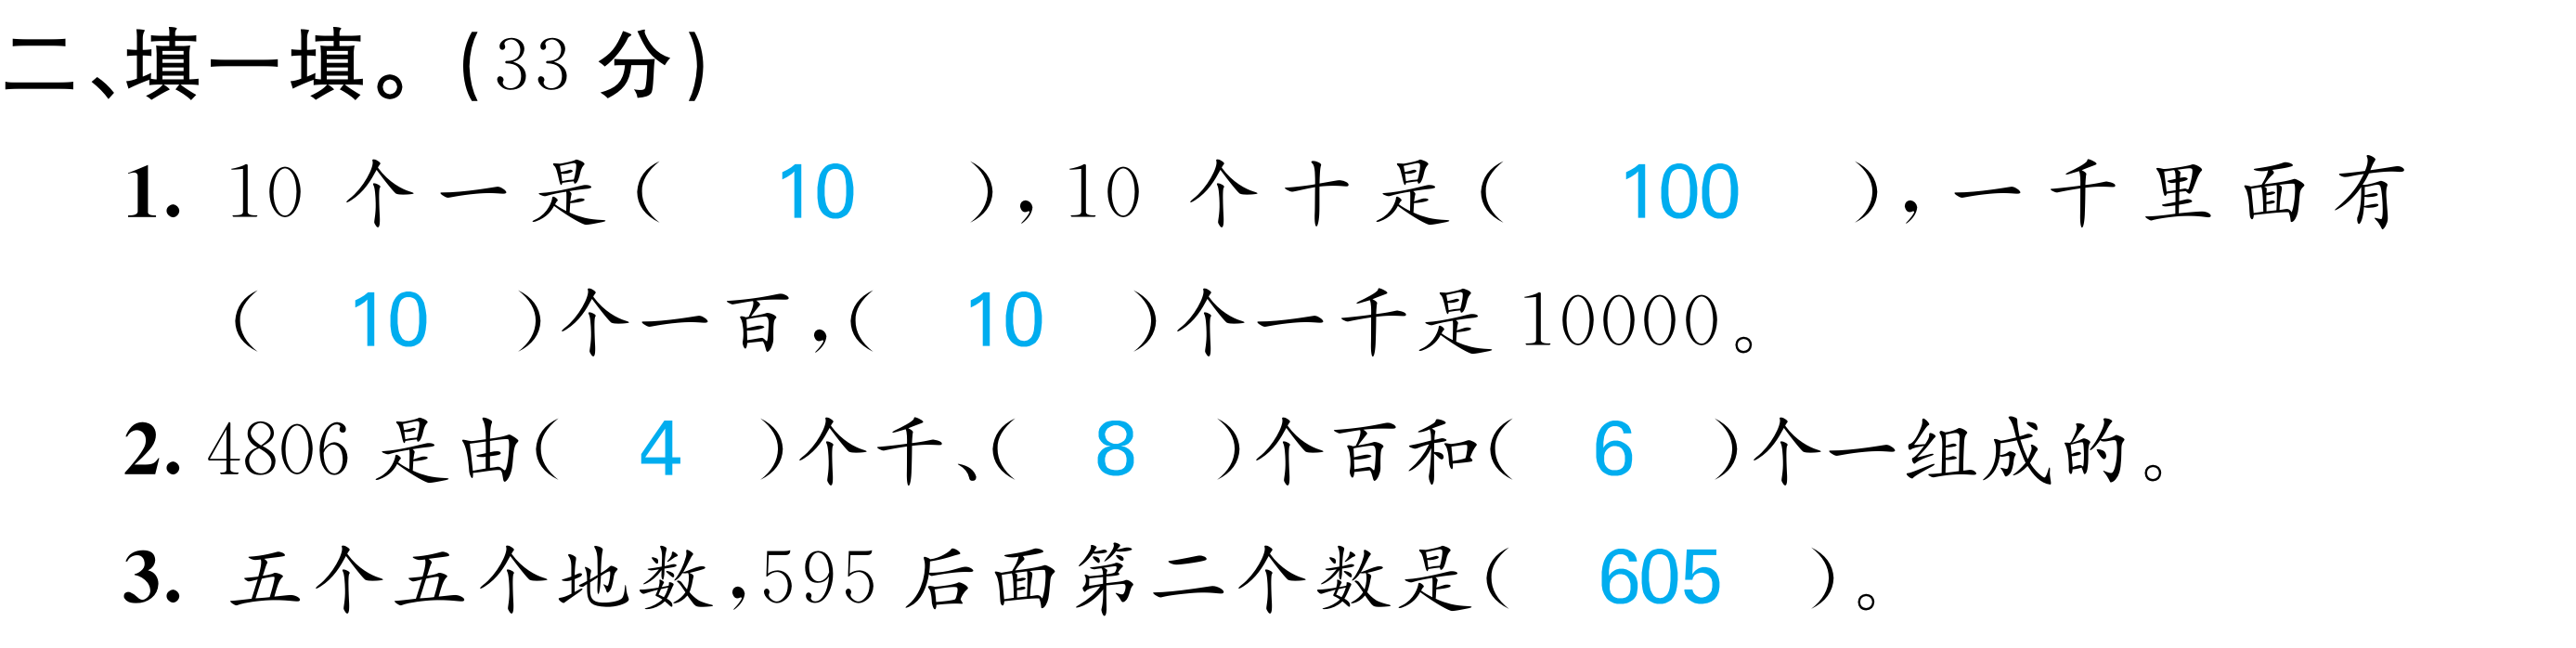 二、填一填。(33 分)
1. 10 个一是( 10 ),10 个十是( 100 ),一千里面有
( 10 )个一百,( 10 )个一千是 10000。
2. 4806 是由( 4 )个千、( 8 )个百和( 6 )个一组成的。
3. 五个五个地数,595 后面第二个数是( 605 )。